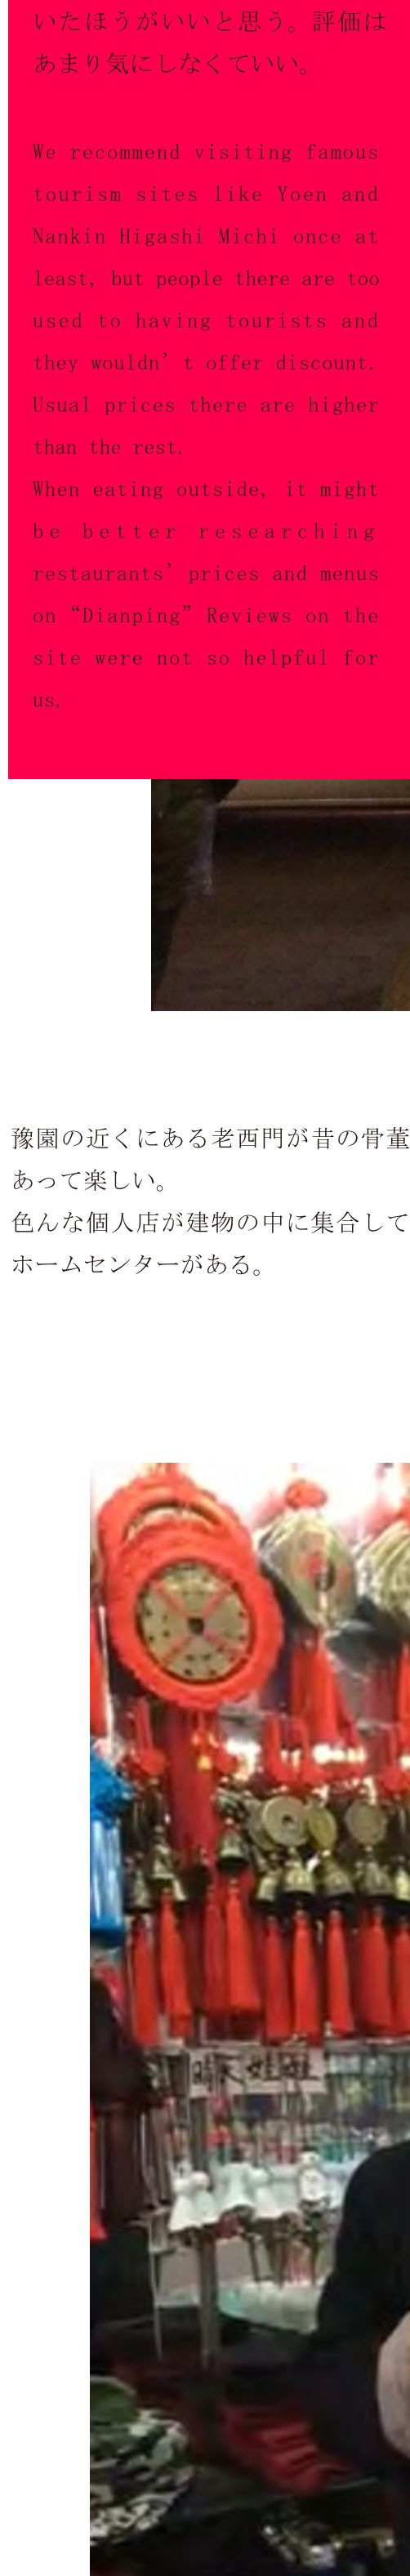 いたほうがいいと思う。評価は
あまり気にしなくていい。
We recommend visiting famous
tourism sites like Yoen and
Nankin Higashi Michi once at
least, but people there are too
used to having tourists and
they wouldn’t offer discount.
Usual prices there are higher
than the rest.
When eating outside, it might
be better researching
restaurants’ prices and menus
on “Dianping” Reviews on the
site were not so helpful for
us.
豫園の近くにある老西門が昔の骨董
あって楽しい。
色んな個人店が建物の中に集合して
ホームセンターがある。